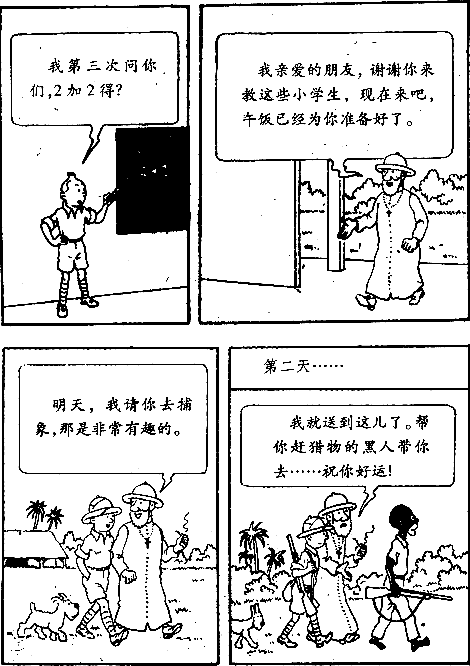 我第三次问你
们,2加2得?
我亲爱的朋友，谢谢你来
教这些小学生，现在来吧，
午饭已经为你准备好了。
明天，我请你去捕
象,那是非常有趣的。
第二天……
我就送到这儿了。帮
你赶猎物的黑人带你
去……祝你好运!